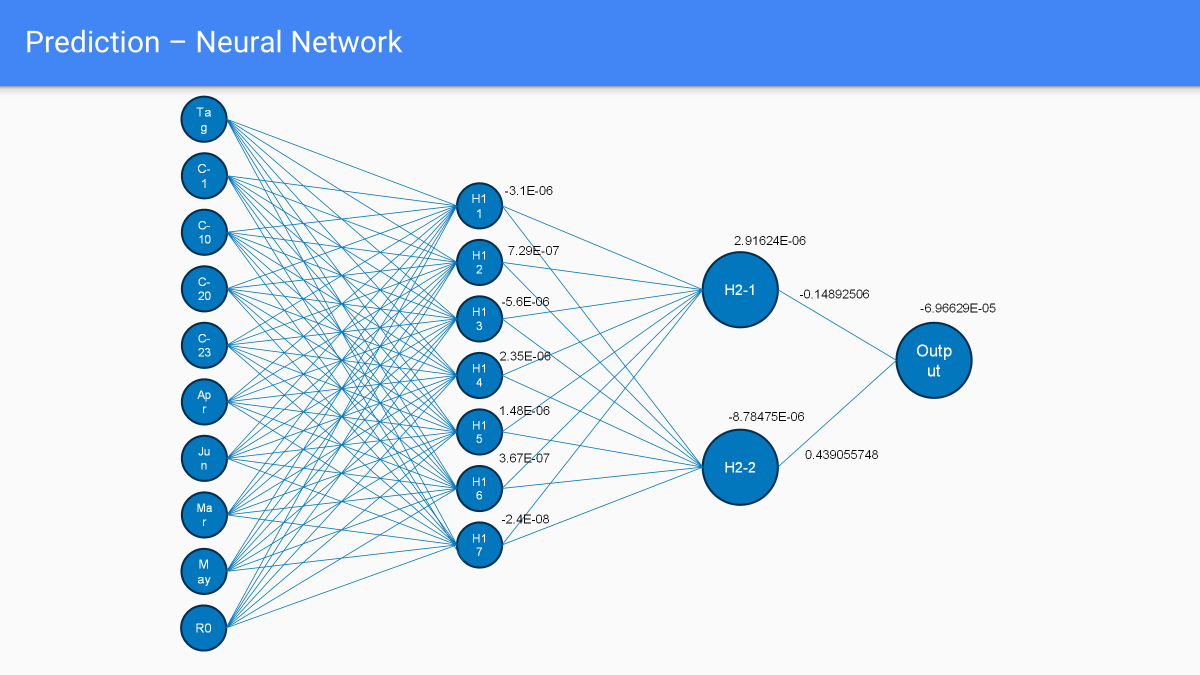 Prediction – Neural Network
Ta
g
C-
1
C-
10
C-
20
C-
23
Ap
r
Ju
n
Ma
r
M
ay
R0
H1
1
H1
2
H1
3
H1
4
H1
5
H1
6
H1
7
-3.1E-06
7.29E-07
-5.6E-06
2.35E-06
1.48E-06
3.67E-07
-2.4E-08
2.91624E-06
H2-1
-8.78475E-06
H2-2
-0.14892506
0.439055748
-6.96629E-05
Outp
ut